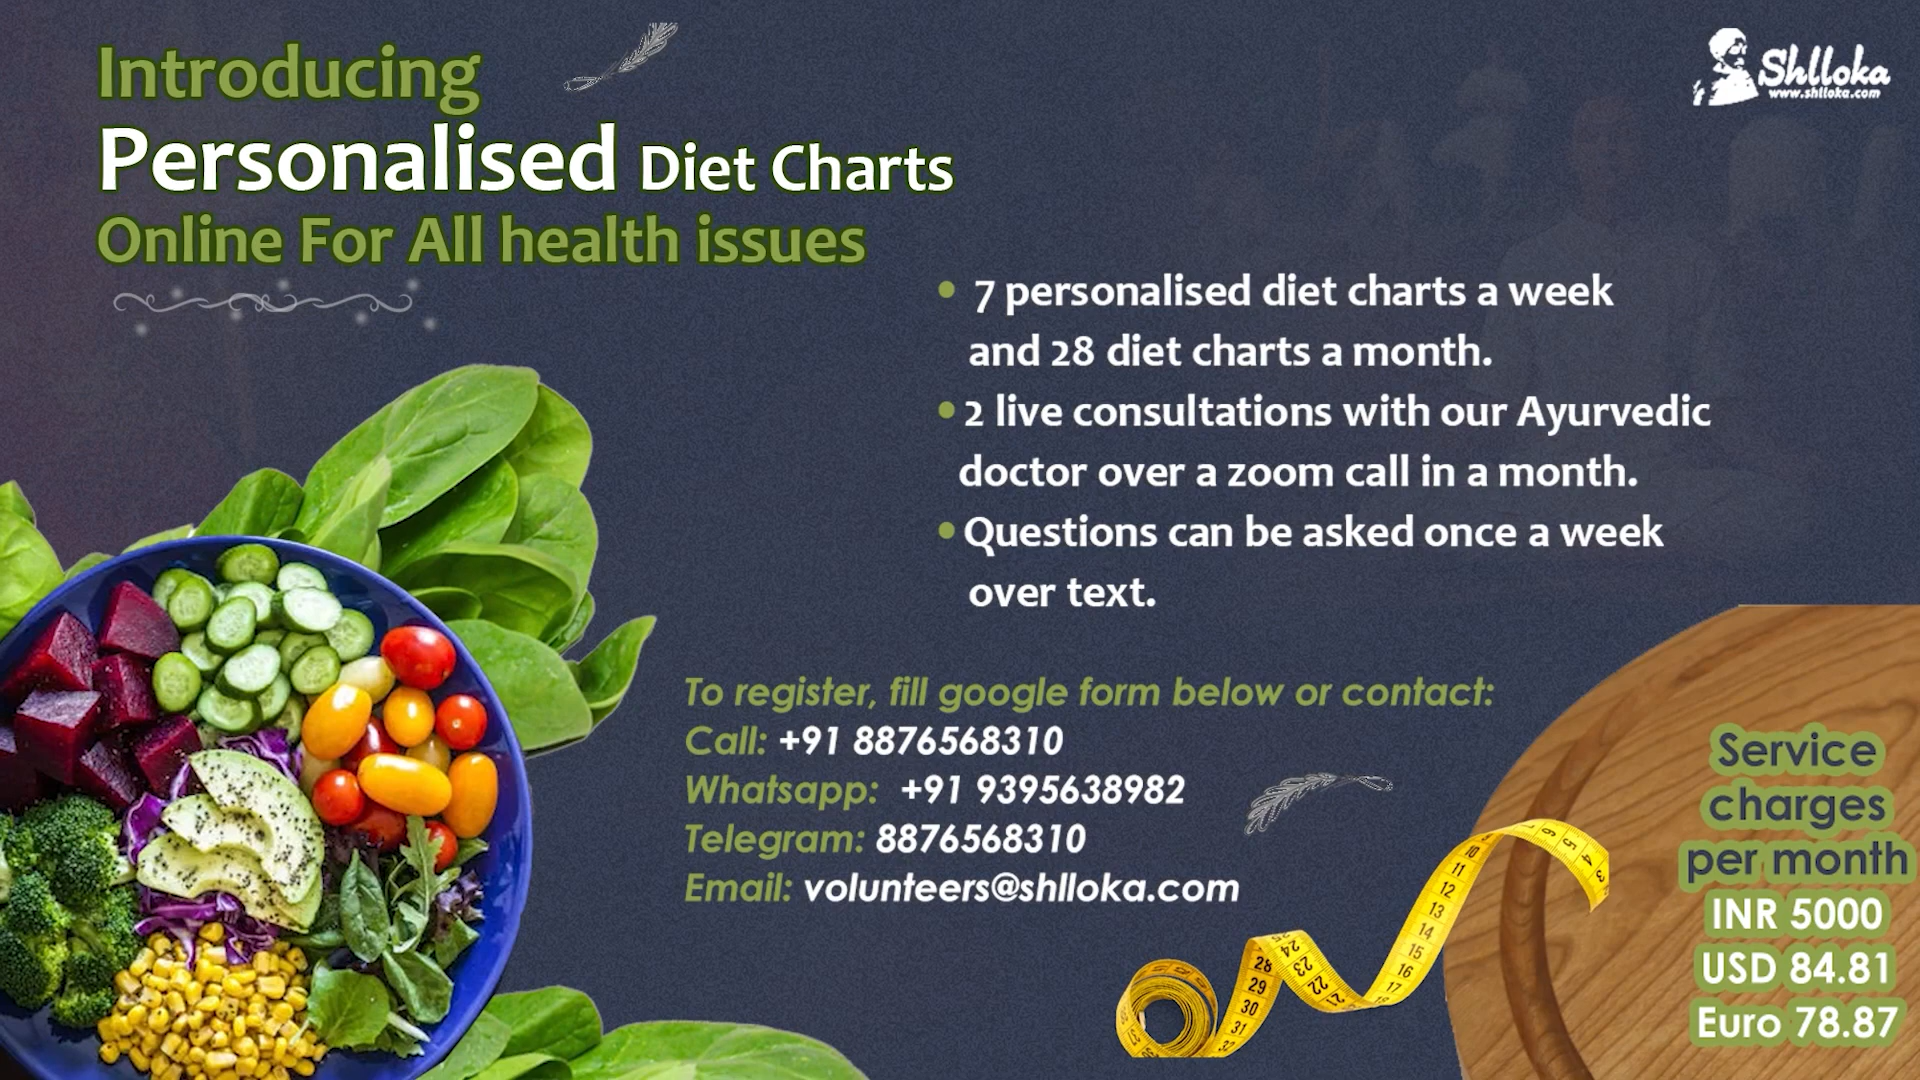 Introducing
Personalised Diet Charts
Online For All health issues
Shlloka
www.shlloka.com
• 7 personalised diet charts a week
and 28 diet charts a month.
• 2 live consultations with our Ayurvedic
doctor over a zoom call in a month.
• Questions can be asked once a week
over text.
To register, fill google form below or contact:
Call: +91 8876568310
Whatsapp: +91 9395638982
Telegram: 8876568310
Email: volunteers@shlloka.com
Service
charges
per month
INR 5000
USD 84.81
Euro 78.87